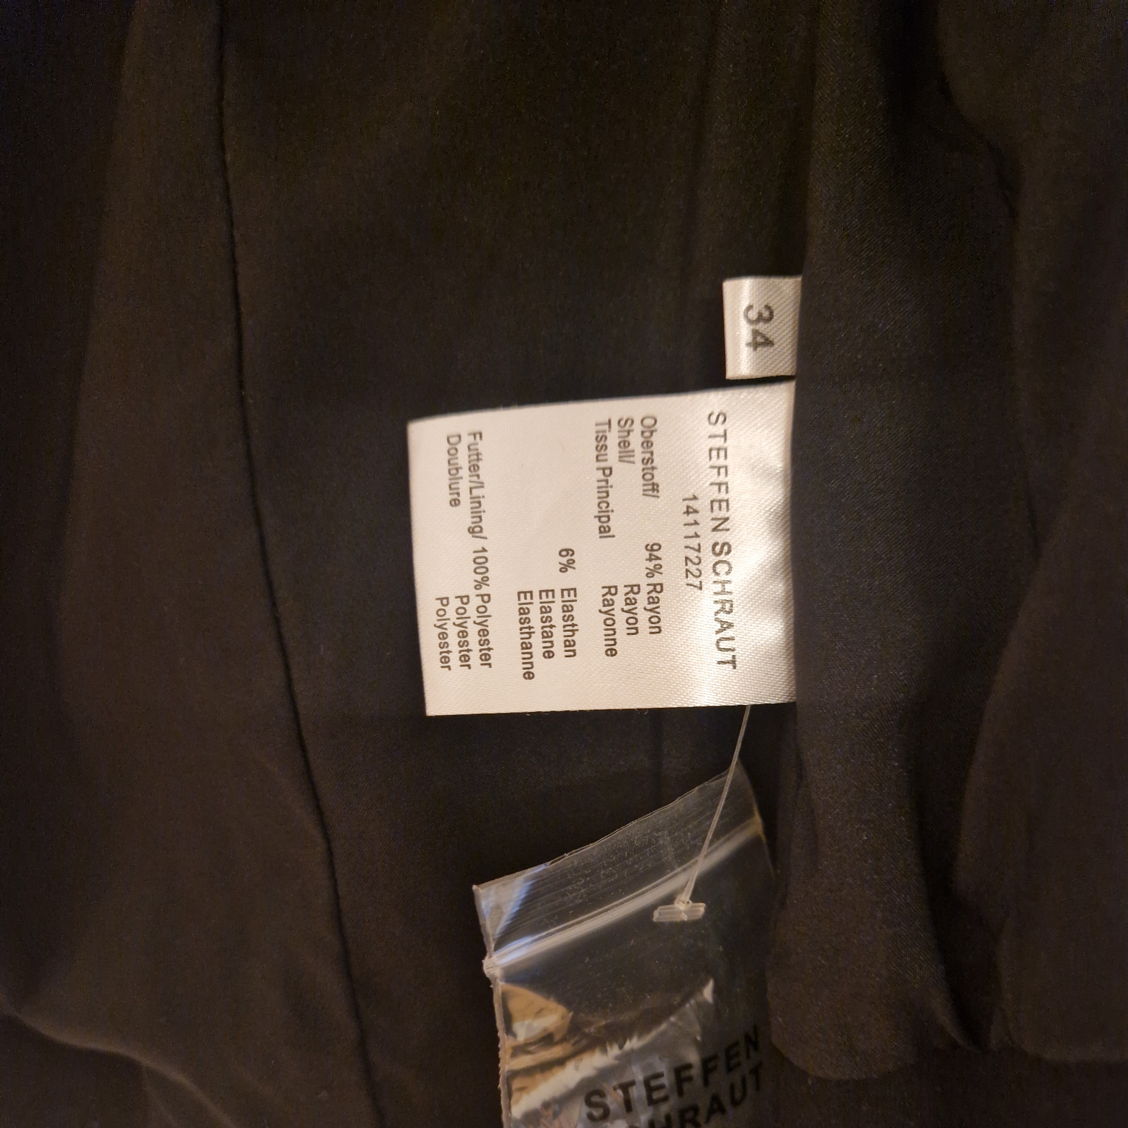 34
STEFFEN SCHRAUT
14117227
Oberstoff/ 94% Rayon
Shell/ Rayon
Tissu Principal Rayonne
6% Elasthan
Elastane
Elasthanne
Futter/Lining/ 100% Polyester
Doublure Polyester
Polyester
STEFFEN
SCHRAUT